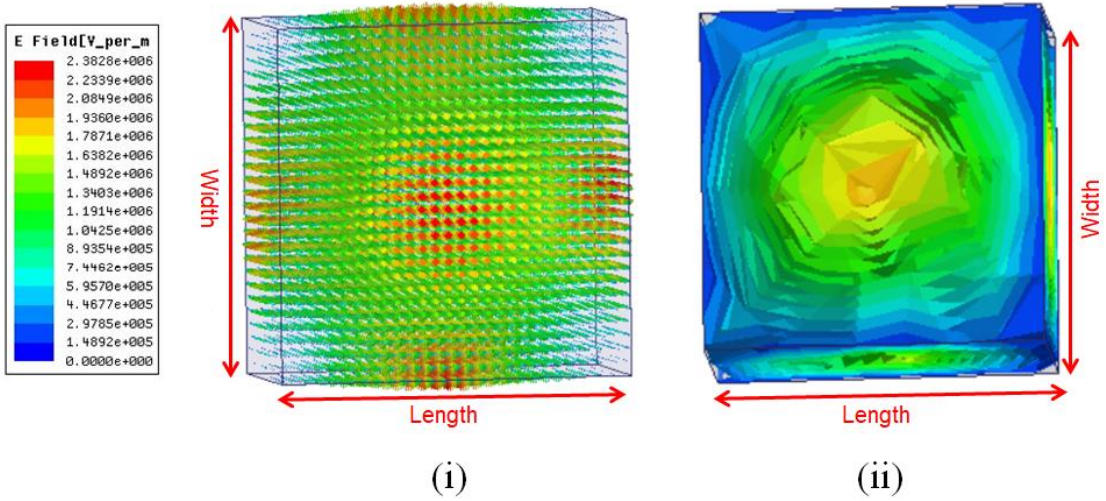 E Field[V_per_m
2.3828e+006
2.2339e+006
2.0849e+006
1.9360e+006
1.7871e+006
1.6382e+006
1.4892e+006
1.3403e+006
1.1914e+006
1.0425e+006
8.9354e+005
7.4462e+005
5.9570e+005
4.4677e+005
2.9785e+005
1.4892e+005
0.0000e+000
Width
Length
(i)
Width
Length
(ii)